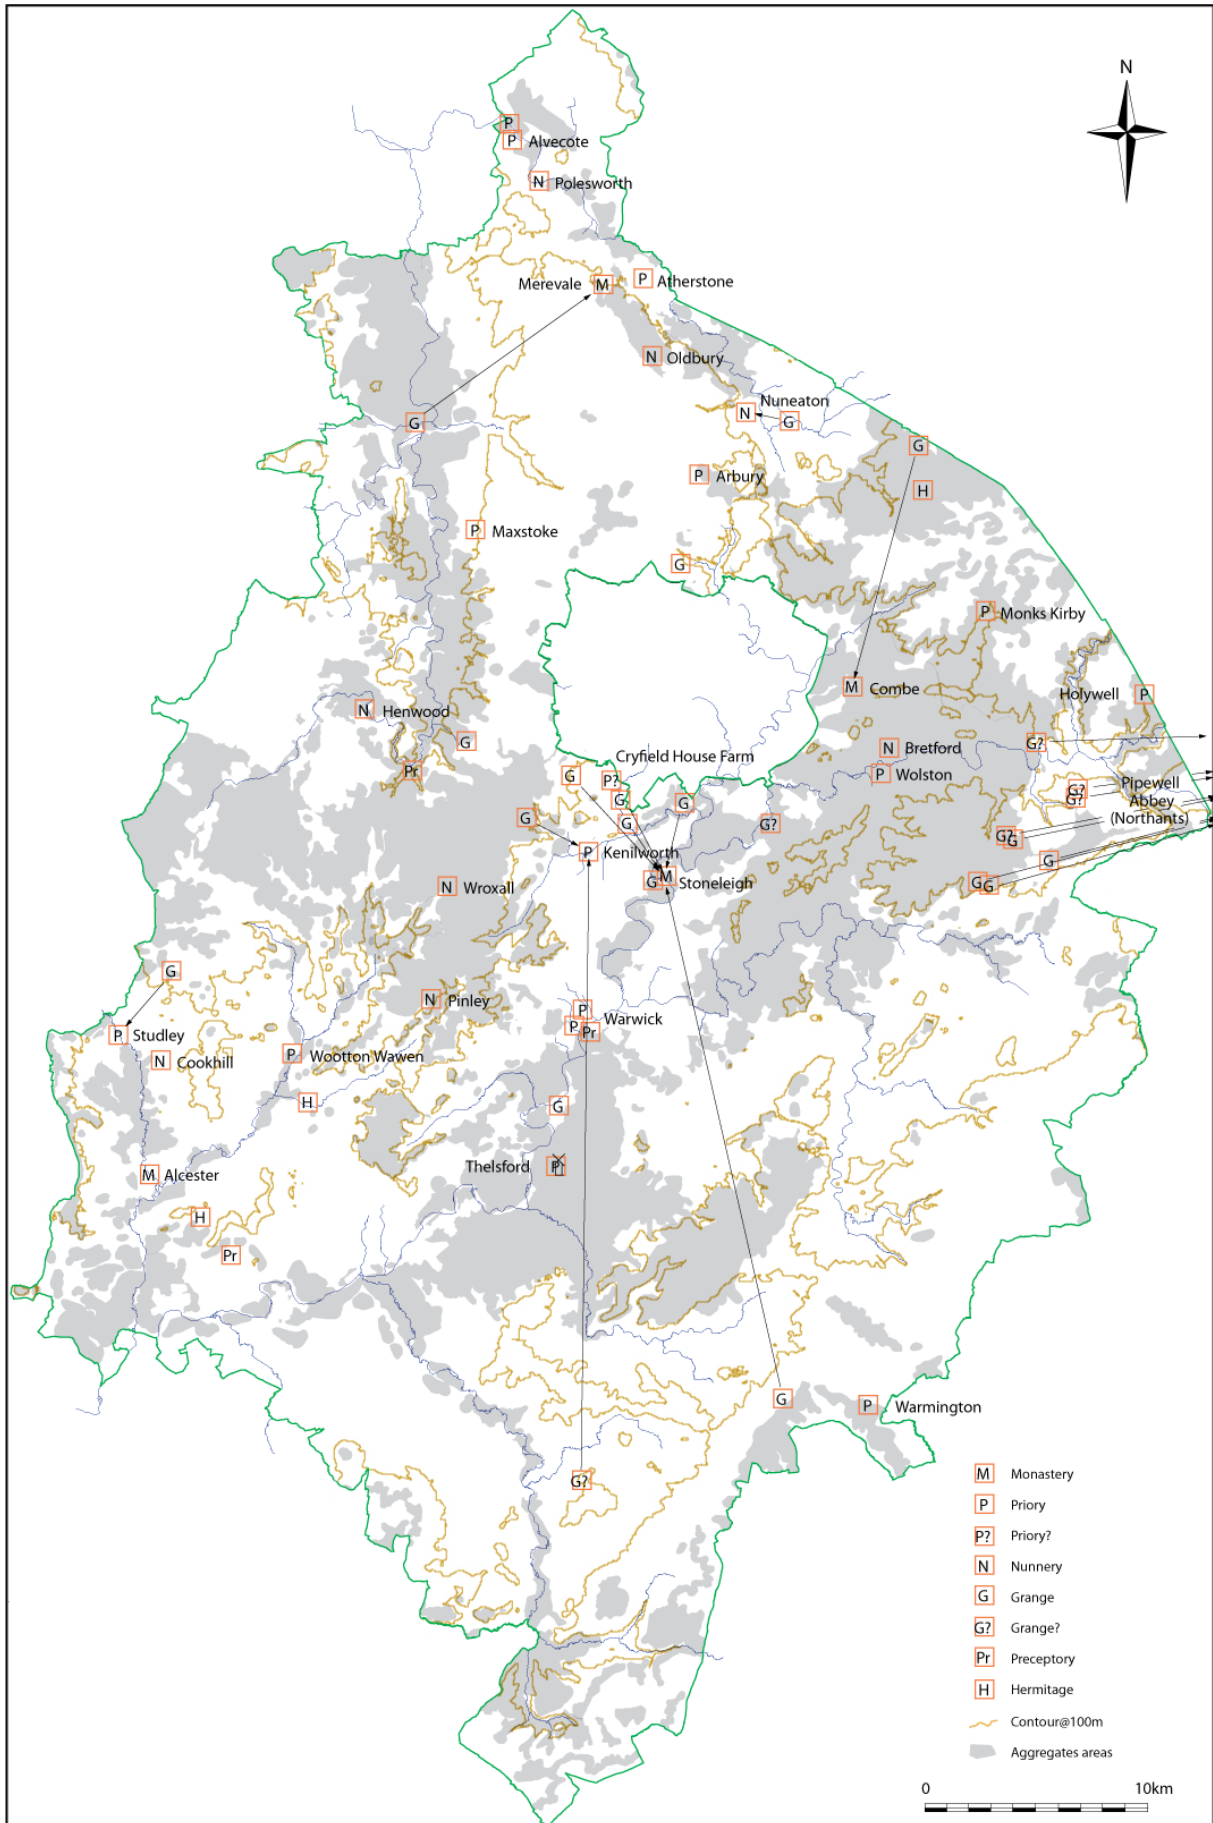 N
P
P Alvecote
N Polesworth
Merevale M
P Atherstone
N Oldbury
G
Nuneaton
N G
G
P Arbury
H
P Maxstoke
G
P Monks Kirby
M Combe
Holywell P
N Henwood
G
G?
N Bretford
Cryfield House Farm
Pr
G P?
P Wolston
G
G
G? Pipewell
G? Abbey
(Northants)
G
G
G?
G? G
P Kenilworth
G
M
G Stoneleigh
G G
N Wroxall
G
N Pinley
P
P Warwick
Pr
P Studley
N Cookhill
P Wootton Wawen
H
G
Thelsford Pr
M Alcester
H
Pr
G
P Warmington
G?
M Monastery
P Priory
P? Priory?
N Nunnery
G Grange
G? Grange?
Pr Preceptory
H Hermitage
Contour@100m
Aggregates areas
0 10km